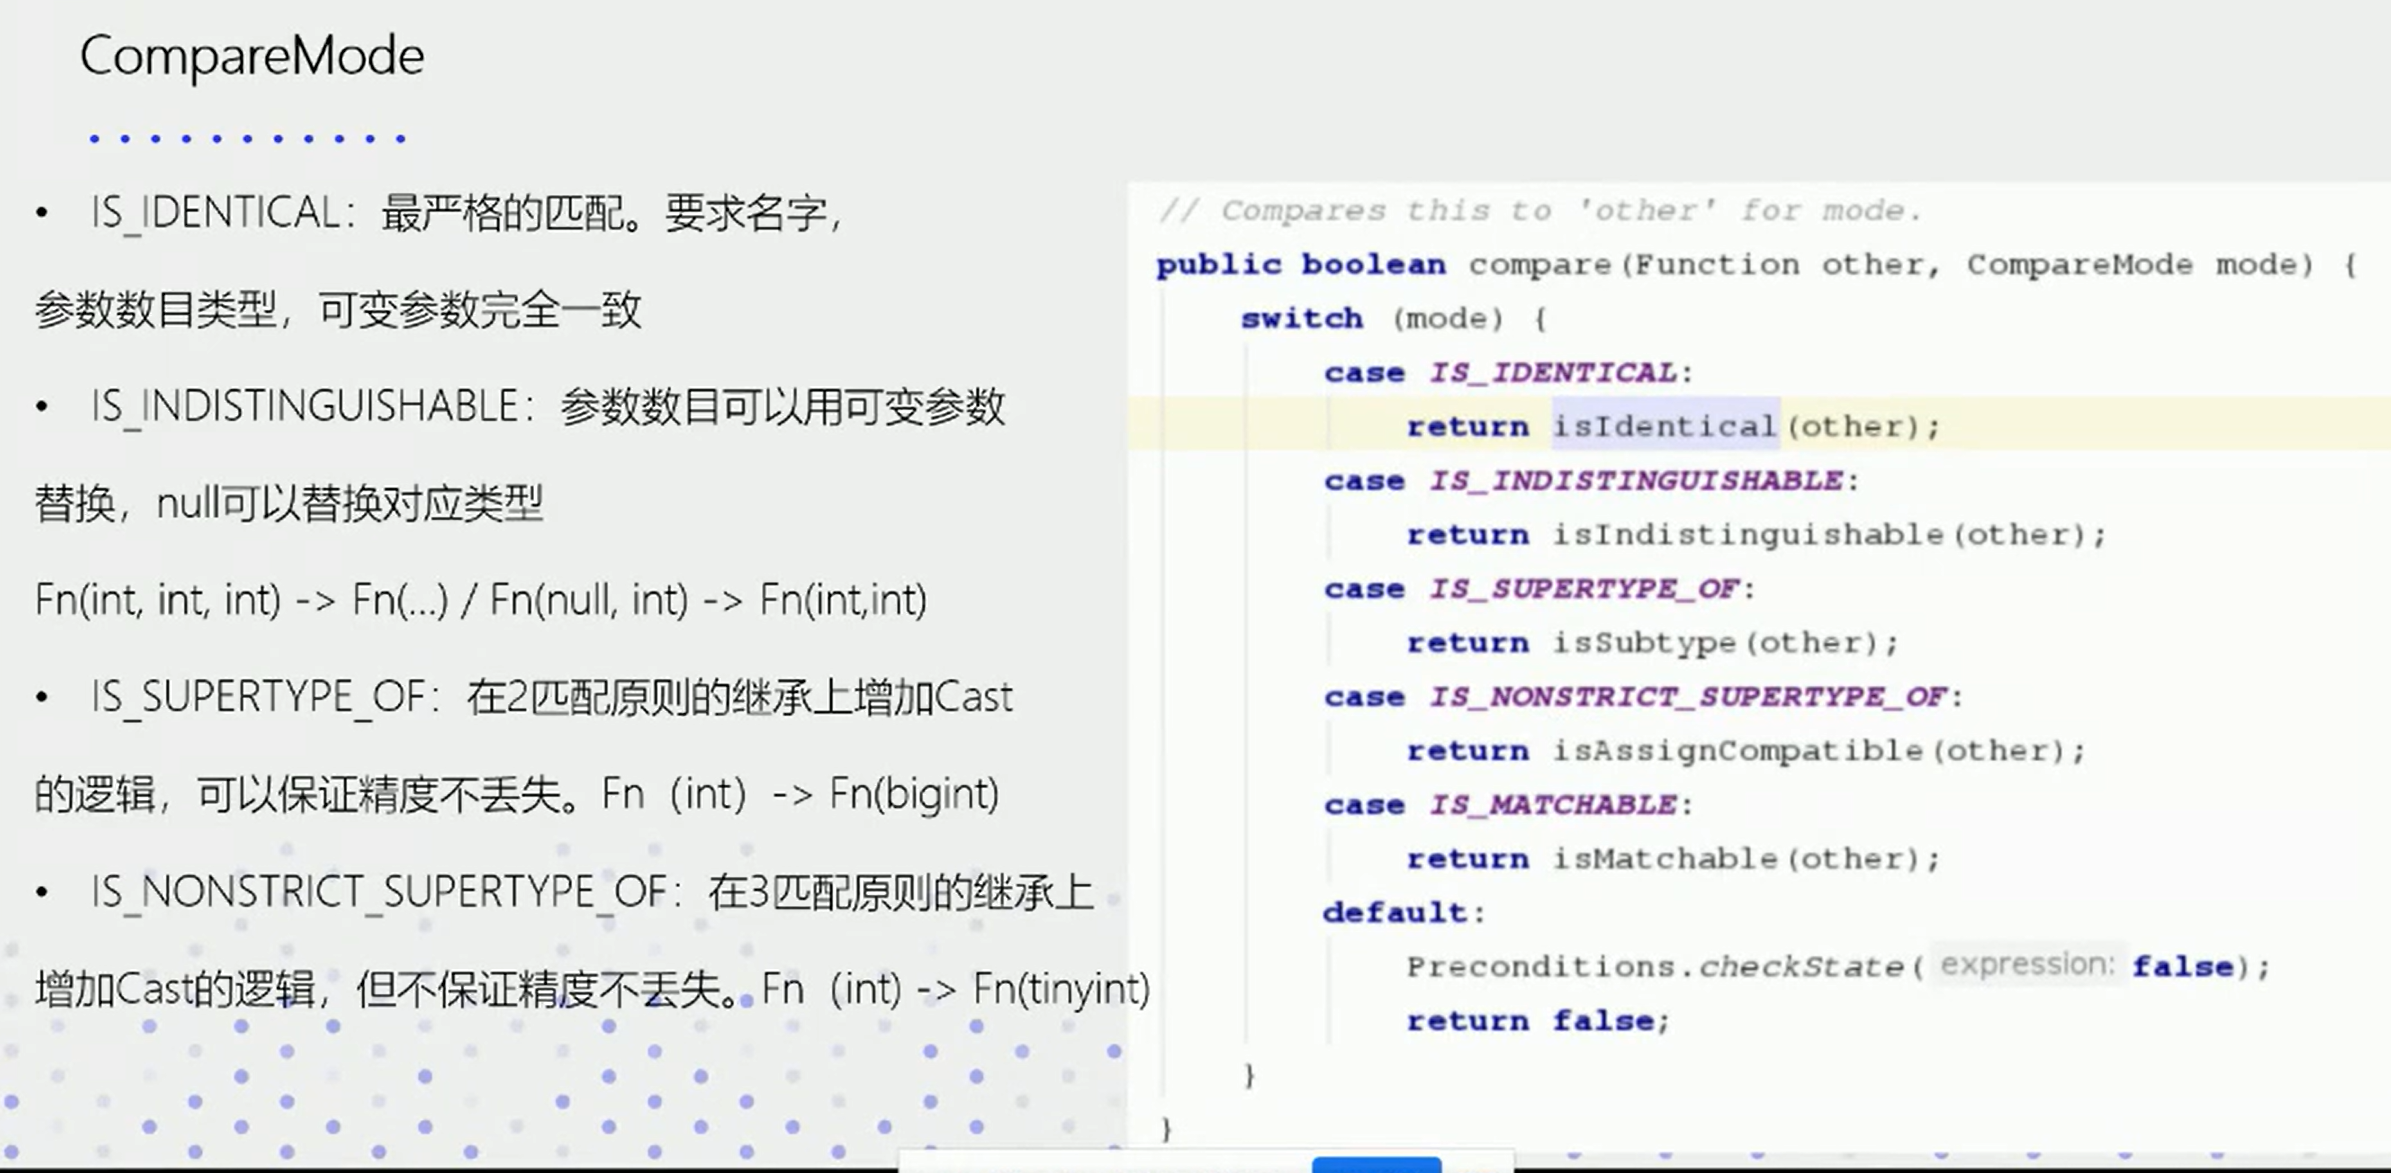 CompareMode
• IS_IDENTICAL：最严格的匹配。要求名字，
参数数目类型，可变参数完全一致
• IS_INDISTINGUISHABLE：参数数目可以用可变参数
替换，null可以替换对应类型
Fn(int, int, int) -> Fn(...) / Fn(null, int) -> Fn(int,int)
• IS_SUPERTYPE_OF：在2匹配原则的继承上增加Cast
的逻辑，可以保证精度不丢失。Fn（int）-> Fn(bigint)
• IS_NONSTRICT_SUPERTYPE_OF：在3匹配原则的继承上
增加Cast的逻辑，但不保证精度不丢失。Fn（int）-> Fn(tinyint)
// Compares this to 'other' for mode.
public boolean compare(Function other, CompareMode mode) {
switch (mode) {
case IS_IDENTICAL:
return isIdentical(other);
case IS_INDISTINGUISHABLE:
return isIndistinguishable(other);
case IS_SUPERTYPE_OF:
return isSubtype(other);
case IS_NONSTRICT_SUPERTYPE_OF:
return isAssignCompatible(other);
case IS_MATCHABLE:
return isMatchable(other);
default:
Preconditions.checkState( expression: false);
return false;
}
}